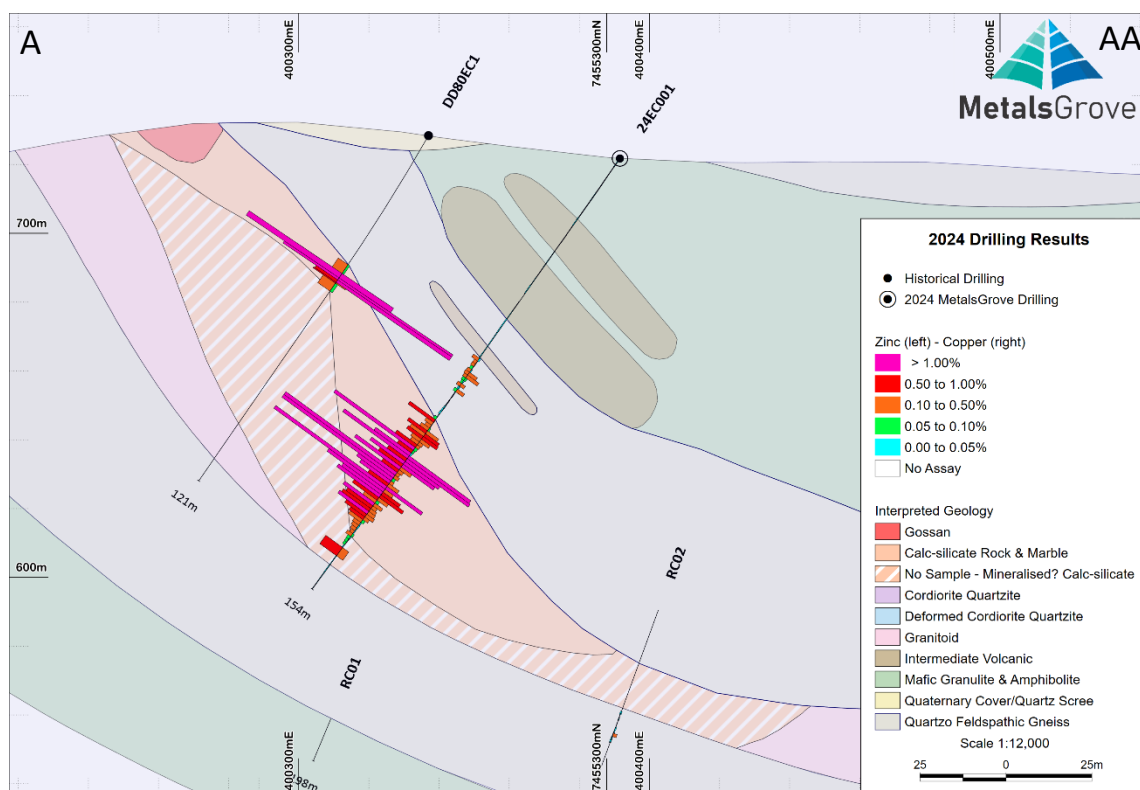 A
400300mE
7455300mN
400400mE
400500mE
AA
MetalsGrove
DD80EC1
24EC001
700m
600m
121m
154m
RC01
RC02
198m
400300mE
7455300mN
400400mE
2024 Drilling Results
Historical Drilling
2024 MetalsGrove Drilling
Zinc (left) - Copper (right)
> 1.00%
0.50 to 1.00%
0.10 to 0.50%
0.05 to 0.10%
0.00 to 0.05%
No Assay
Interpreted Geology
Gossan
Calc-silicate Rock & Marble
No Sample - Mineralised? Calc-silicate
Cordiorite Quartzite
Deformed Cordiorite Quartzite
Granitoid
Intermediate Volcanic
Mafic Granulite & Amphibolite
Quaternary Cover/Quartz Scree
Quartzo Feldspathic Gneiss
Scale 1:12,000
25 0 25m